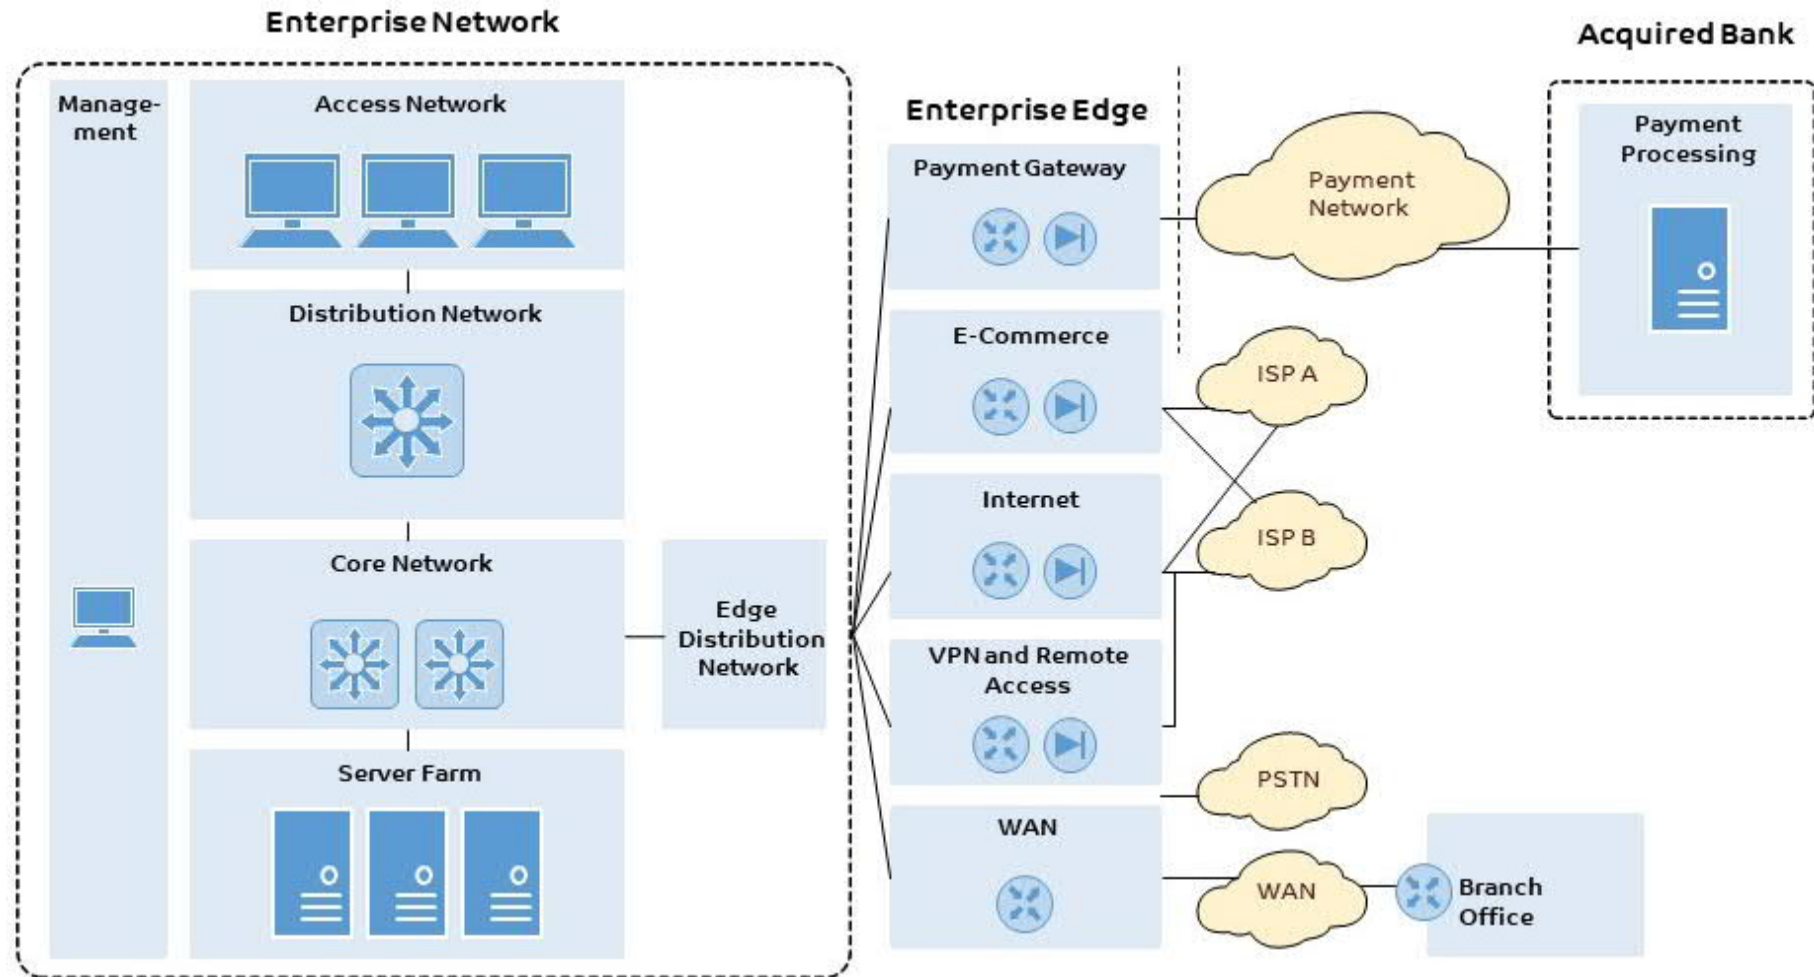 Enterprise Network
Manage-
ment
Access Network
Distribution Network
Core Network
Server Farm
Edge
Distribution
Network
Enterprise Edge
Payment Gateway
E-Commerce
Internet
VPN and Remote
Access
WAN
Payment
Network
ISP A
ISP B
PSTN
WAN
Branch
Office
Acquired Bank
Payment
Processing